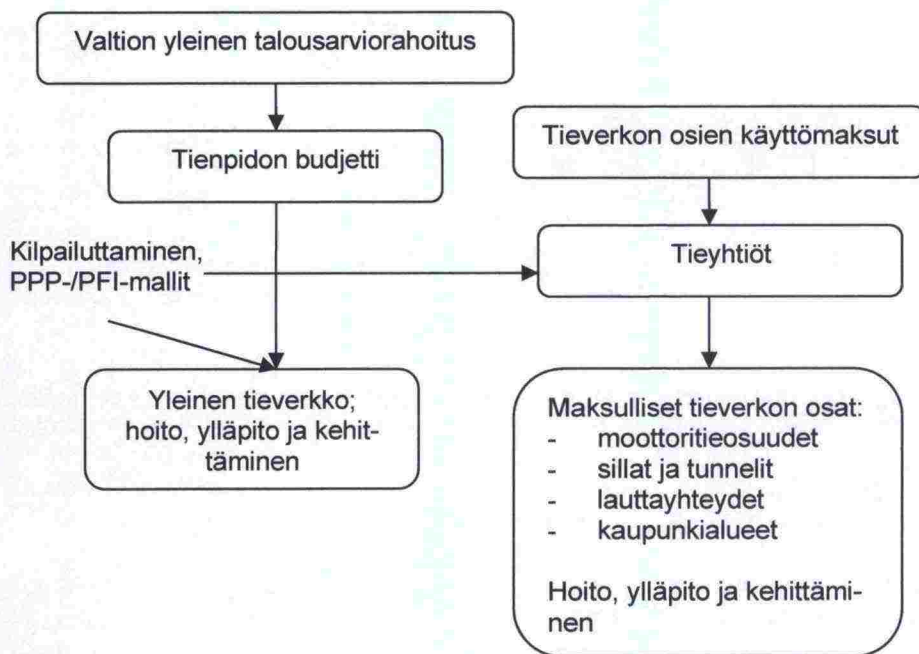 Valtion yleinen talousarviorahoitus
Tienpidon budjetti
Tieverkon osien käyttömaksut
Kilpailuttaminen,
PPP-/PFI-mallit
Tieyhtiöt
Yleinen tieverkko;
hoito, ylläpito ja kehit-
täminen
Maksulliset tieverkon osat:
- moottoritieosuudet
- sillat ja tunnelit
- lauttayhteydet
- kaupunkialueet
Hoito, ylläpito ja kehittämi-
nen